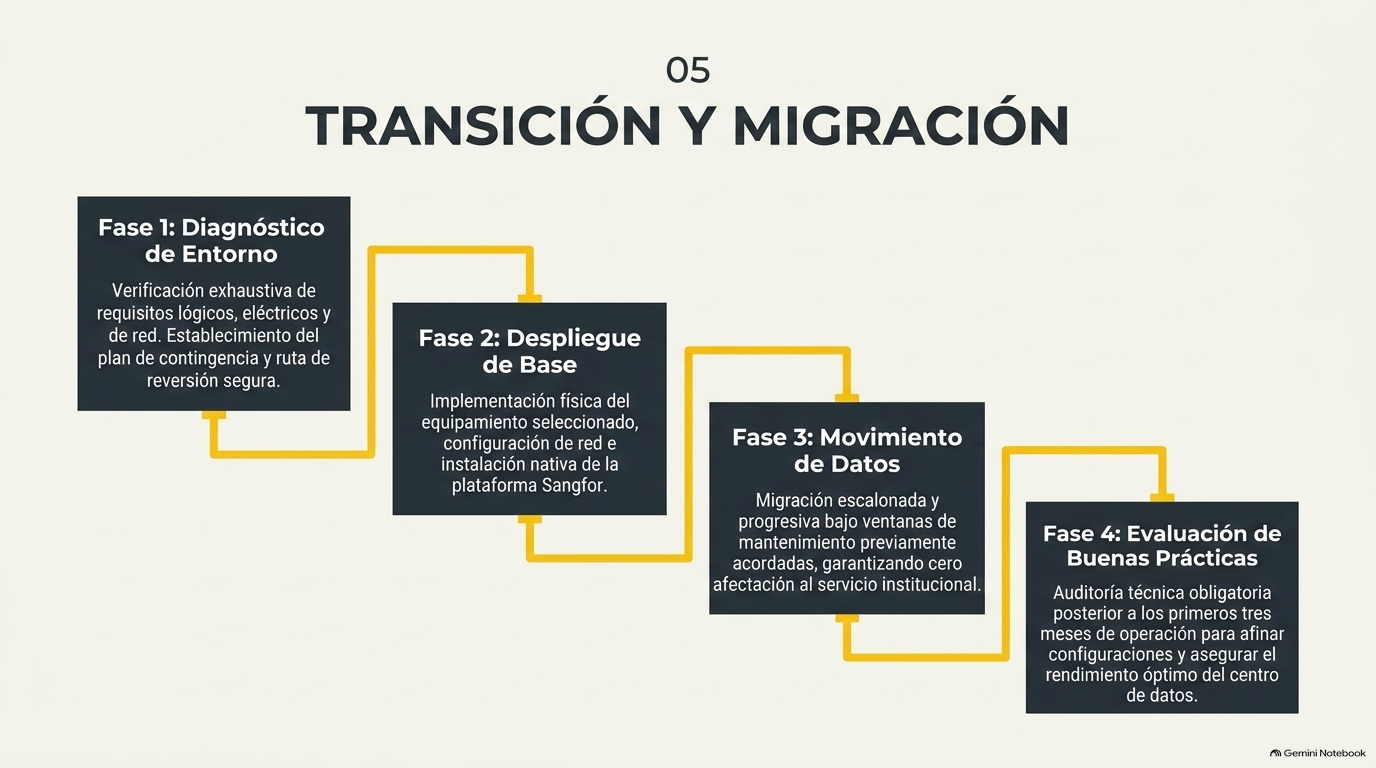 05
TRANSICIÓN Y MIGRACIÓN
Fase 1: Diagnóstico
de Entorno
Verificación exhaustiva de
requisitos lógicos, eléctricos y
de red. Establecimiento del
plan de contingencia y ruta de
reversión segura.
Fase 2: Despliegue
de Base
Implementación física del
equipamiento seleccionado,
configuración de red e
instalación nativa de la
plataforma Sangfor.
Fase 3: Movimiento
de Datos
Migración escalonada y
progresiva bajo ventanas de
mantenimiento previamente
acordadas, garantizando cero
afectación al servicio institucional.
Fase 4: Evaluación de
Buenas Prácticas
Auditoría técnica obligatoria
posterior a los primeros tres
meses de operación para afinar
configuraciones y asegurar el
rendimiento óptimo del centro
de datos.
Gemini Notebook